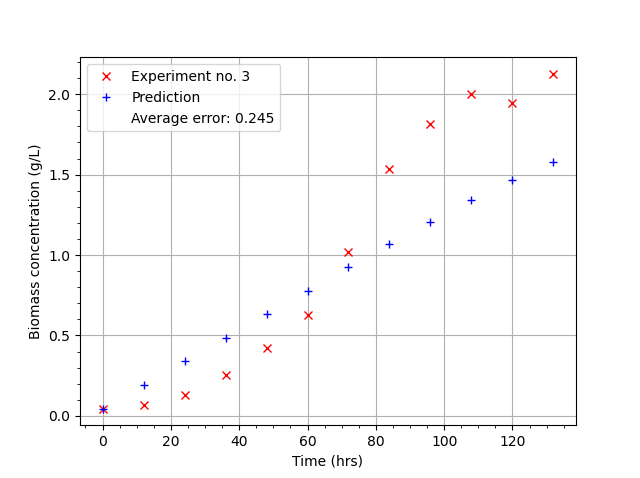 Experiment no. 3
Prediction
Average error: 0.245
Biomass concentration (g/L)
2.0
1.5
1.0
0.5
0.0
0 20 40 60 80 100 120
Time (hrs)